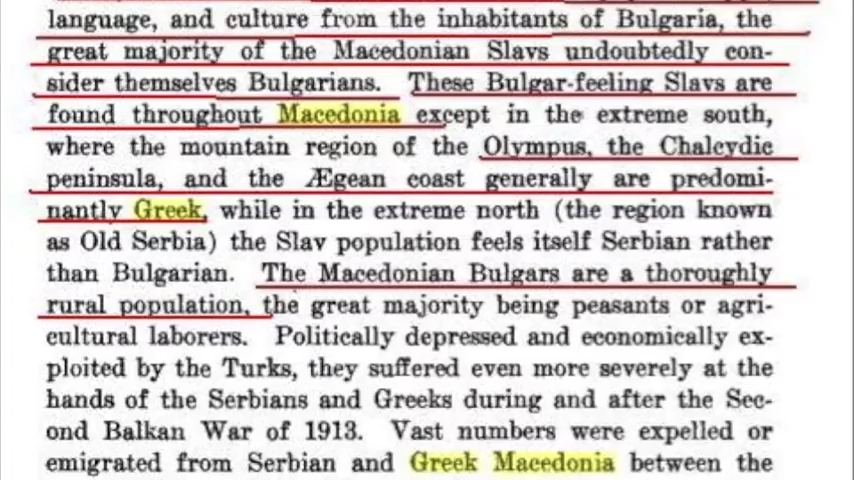 language, and culture from the inhabitants of Bulgaria, the
great majority of the Macedonian Slavs undoubtedly con-
sider themselves Bulgarians. These Bulgar-feeling Slavs are
found throughout Macedonia except in the extreme south,
where the mountain region of the Olympus, the Chalcydic
peninsula, and the Ægean coast generally are predomi-
nantly Greek, while in the extreme north (the region known
as Old Serbia) the Slav population feels itself Serbian rather
than Bulgarian. The Macedonian Bulgars are a thoroughly
rural population, the great majority being peasants or agri-
cultural laborers. Politically depressed and economically ex-
ploited by the Turks, they suffered even more severely at the
hands of the Serbians and Greeks during and after the Sec-
ond Balkan War of 1913. Vast numbers were expelled or
emigrated from Serbian and Greek Macedonia between the